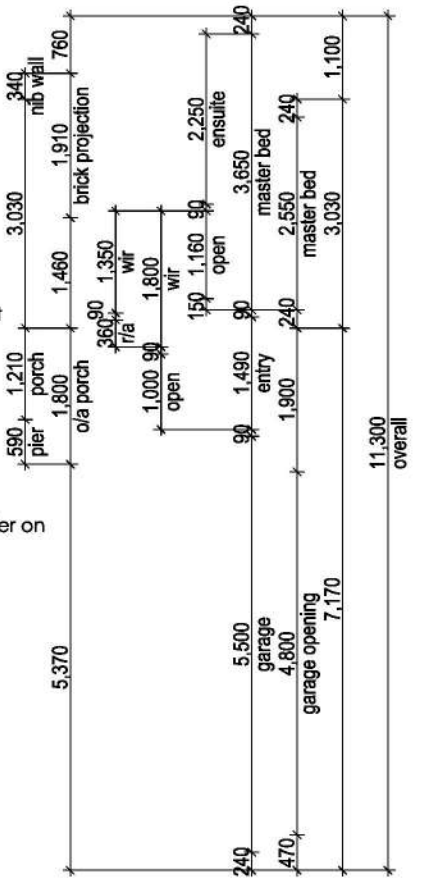 er on
590 1,210 3,030 340
pier porch nib wall
5,370 1,800 1,460 1,910 760
o/a porch brick projection
360 90 1,350
r/a wir
1,000 90 1,800
open wir
150 1,160 90 2,250
open ensuite
240 5,500 90 1,490 90 3,650 240
garage entry master bed
470 4,800 1,900 240 2,550 240
garage opening master bed
7,170 3,030 1,100
11,300
overall